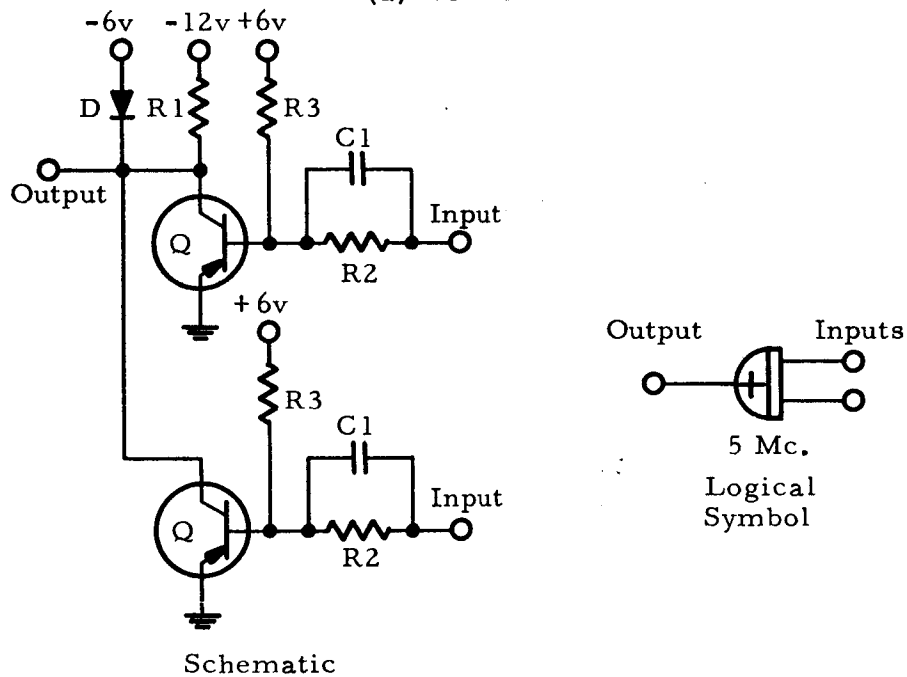 -6v -12v +6v
D R1 R3
C1
Output
Input
Q
R2
+6v
R3
C1
Input
Q
R2
Schematic
Output Inputs
5 Mc.
Logical
Symbol